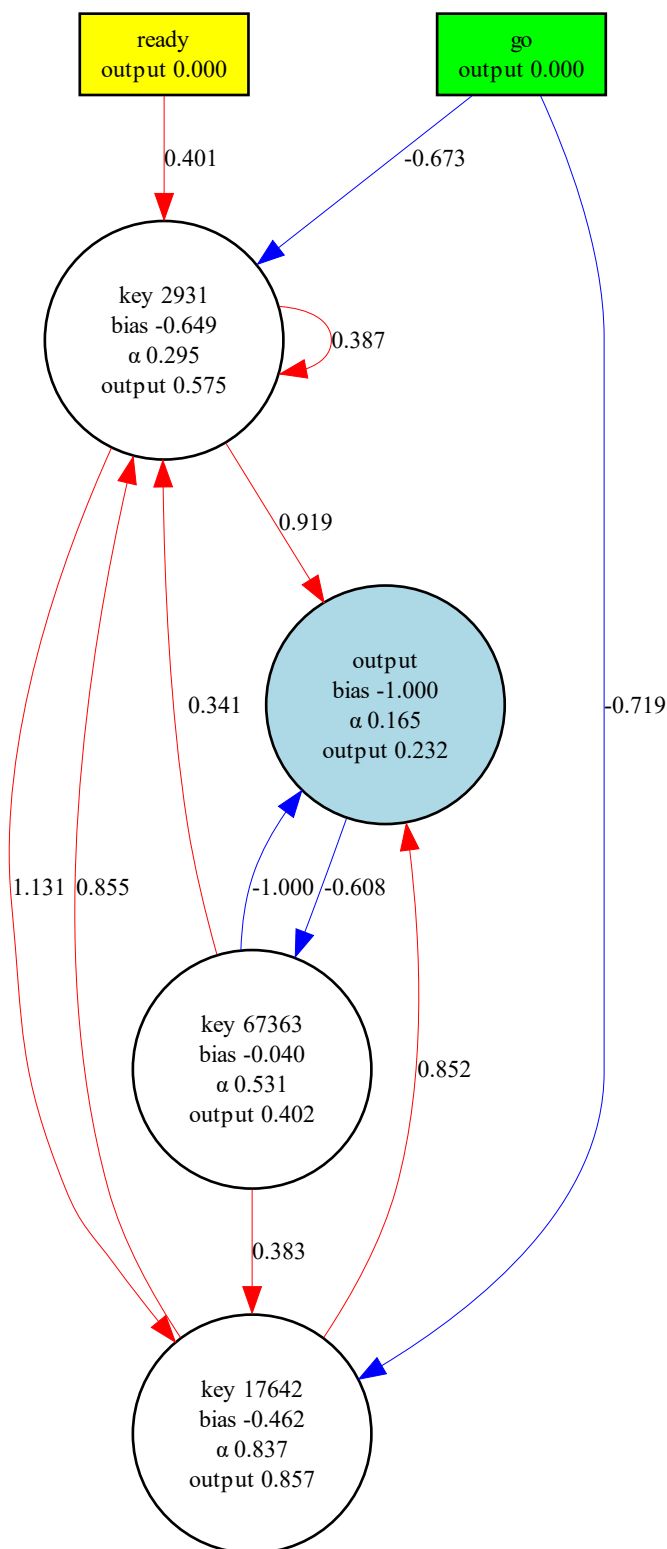 ready
output 0.000
go
output 0.000
0.401
-0.673
key 2931
bias -0.649
α 0.295
output 0.575
0.387
0.919
output
bias -1.000
α 0.165
output 0.232
0.341
-0.719
1.131
0.855
-1.000
-0.608
key 67363
bias -0.040
α 0.531
output 0.402
0.852
0.383
key 17642
bias -0.462
α 0.837
output 0.857